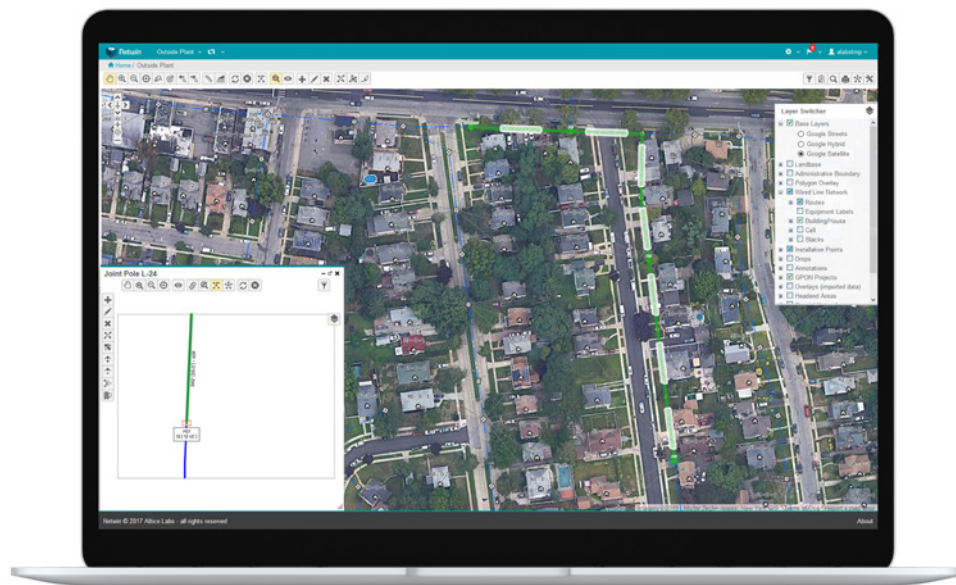 Netwin Outside Plant
Home / Outside Plant
Layer Switcher
Base Layers
Google Streets
Google Hybrid
Google Satellite
Landbase
Administrative Boundary
Polygon Overlay
Wired Line Network
Routes
Equipment Labels
Building/House
Cell
Slacks
Installation Points
Drops
Annotations
GPON Projects
Overlays (imported data)
Headend Areas
Joint Pole L-24
Netwin © 2017 Altice Labs - all rights reserved
About